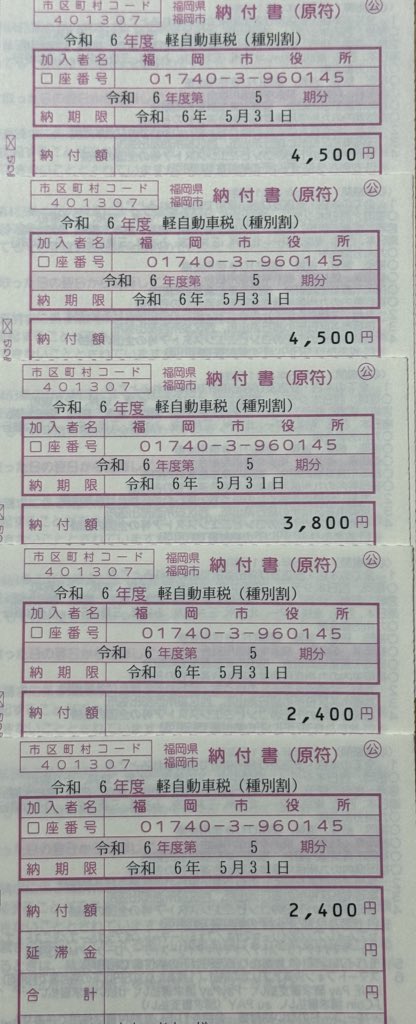 市区町村コード 福岡県 納付書(原符) 公
401307 福岡市
令和 6年度 軽自動車税(種別割)
加入者名 福岡市役所
口座番号 01740-3-960145
令和 6年度第 5 期分
納期限 令和 6年 5月31日
納付額 4,500円
市区町村コード 福岡県 納付書(原符) 公
401307 福岡市
令和 6年度 軽自動車税(種別割)
加入者名 福岡市役所
口座番号 01740-3-960145
令和 6年度第 5 期分
納期限 令和 6年 5月31日
納付額 4,500円
市区町村コード 福岡県 納付書(原符) 公
401307 福岡市
令和 6年度 軽自動車税(種別割)
加入者名 福岡市役所
口座番号 01740-3-960145
令和 6年度第 5 期分
納期限 令和 6年 5月31日
納付額 3,800円
市区町村コード 福岡県 納付書(原符) 公
401307 福岡市
令和 6年度 軽自動車税(種別割)
加入者名 福岡市役所
口座番号 01740-3-960145
令和 6年度第 5 期分
納期限 令和 6年 5月31日
納付額 2,400円
市区町村コード 福岡県 納付書(原符) 公
401307 福岡市
令和 6年度 軽自動車税(種別割)
加入者名 福岡市役所
口座番号 01740-3-960145
令和 6年度第 5 期分
納期限 令和 6年 5月31日
納付額 2,400円
延滞金 円
合計 円